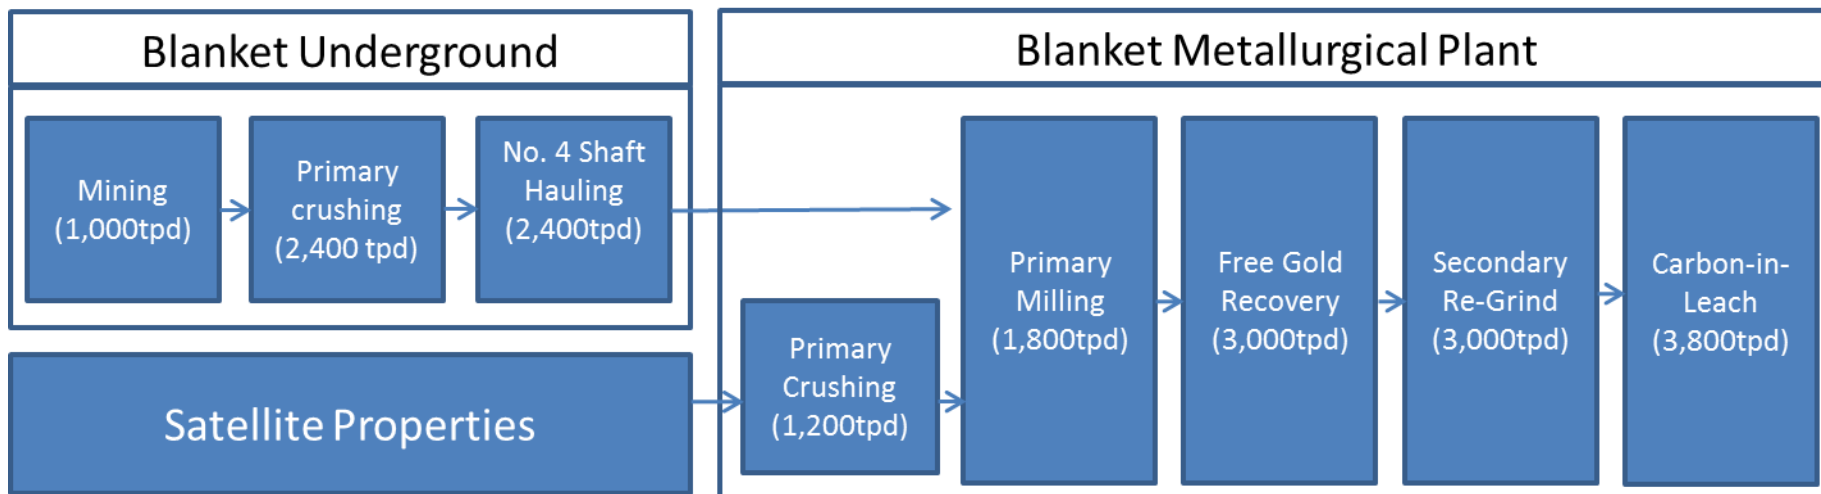 Blanket Underground
Mining
(1,000tpd)
Primary
crushing
(2,400 tpd)
No. 4 Shaft
Hauling
(2,400tpd)
Satellite Properties
Blanket Metallurgical Plant
Primary
Crushing
(1,200tpd)
Primary
Milling
(1,800tpd)
Free Gold
Recovery
(3,000tpd)
Secondary
Re-Grind
(3,000tpd)
Carbon-in-
Leach
(3,800tpd)